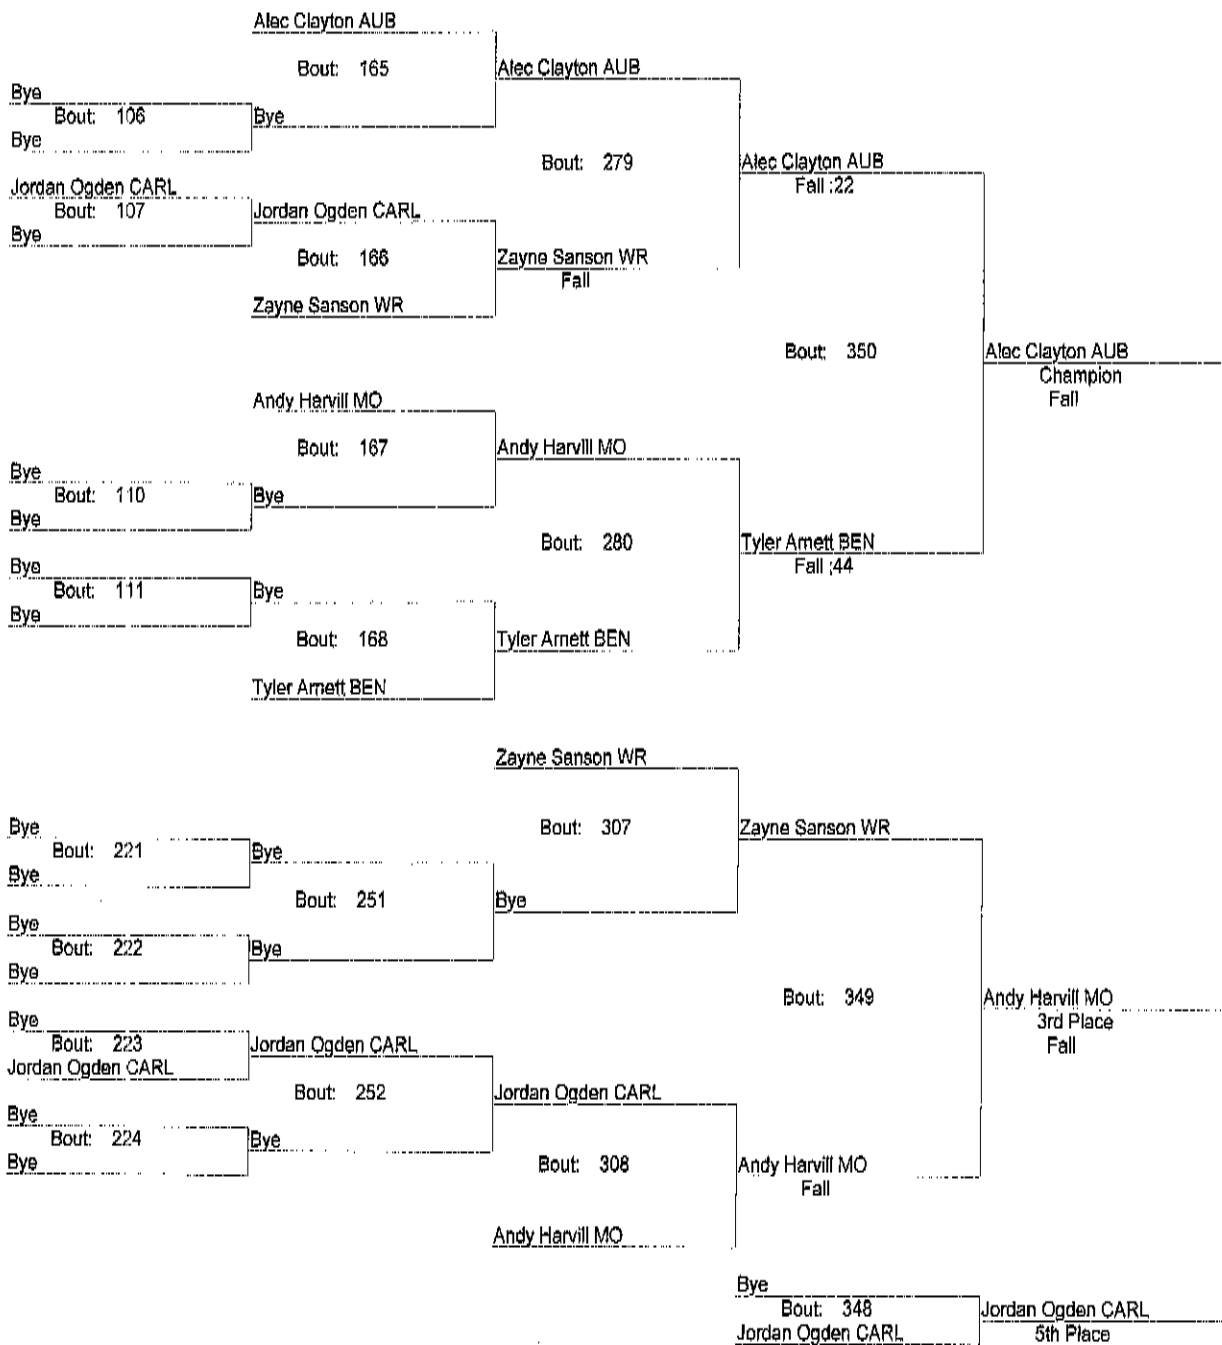 Alec Clayton AUB
Bout: 165
Alec Clayton AUB
Bye
Bout: 106
Bye
Bye
Bout: 279
Alec Clayton AUB
Fall :22
Jordan Ogden CARL
Bout: 107
Jordan Ogden CARL
Bye
Bout: 166
Zayne Sanson WR
Fall
Zayne Sanson WR
Bout: 350
Alec Clayton AUB
Champion
Fall
Andy Harvill MO
Bout: 167
Andy Harvill MO
Bye
Bout: 110
Bye
Bye
Bout: 280
Tyler Arnett BEN
Fall :44
Bye
Bout: 111
Bye
Bye
Bout: 168
Tyler Arnett BEN
Tyler Arnett BEN
Zayne Sanson WR
Bout: 307
Zayne Sanson WR
Bye
Bout: 221
Bye
Bye
Bout: 251
Bye
Bye
Bout: 222
Bye
Bye
Bout: 349
Andy Harvill MO
3rd Place
Fall
Bye
Bout: 223
Jordan Ogden CARL
Jordan Ogden CARL
Bout: 252
Jordan Ogden CARL
Bye
Bout: 224
Bye
Bye
Bout: 308
Andy Harvill MO
Fall
Andy Harvill MO
Bye
Bout: 348
Jordan Ogden CARL
Jordan Ogden CARL
5th Place